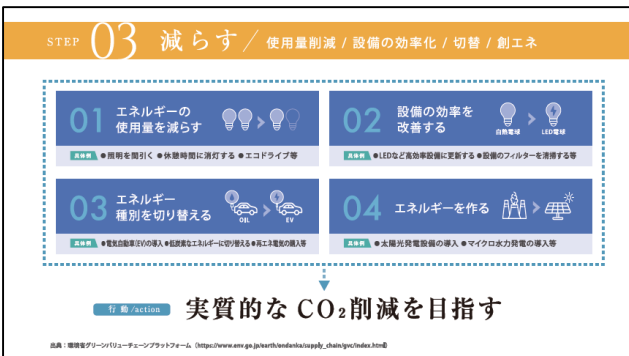 STEP 03 減らす / 使用量削減 / 設備の効率化 / 切替 / 創エネ
01 エネルギーの
使用量を減らす
具体例 ●照明を間引く ●休憩時間に消灯する ●エコドライブ等
02 設備の効率を
改善する
白熱電球 LED電球
具体例 ●LEDなど高効率設備に更新する ●設備のフィルターを清掃する等
03 エネルギー
種別を切り替える
OIL EV
具体例 ●電気自動車(EV)の導入 ●低炭素なエネルギーに切り替える ●再エネ電気の購入等
04 エネルギーを作る
具体例 ●太陽光発電設備の導入 ●マイクロ水力発電の導入等
行動/action 実質的なCO₂削減を目指す
出典:環境省グリーンバリューチェーンプラットフォーム (https://www.env.go.jp/earth/ondanka/supply_chain/gvc/index.html)